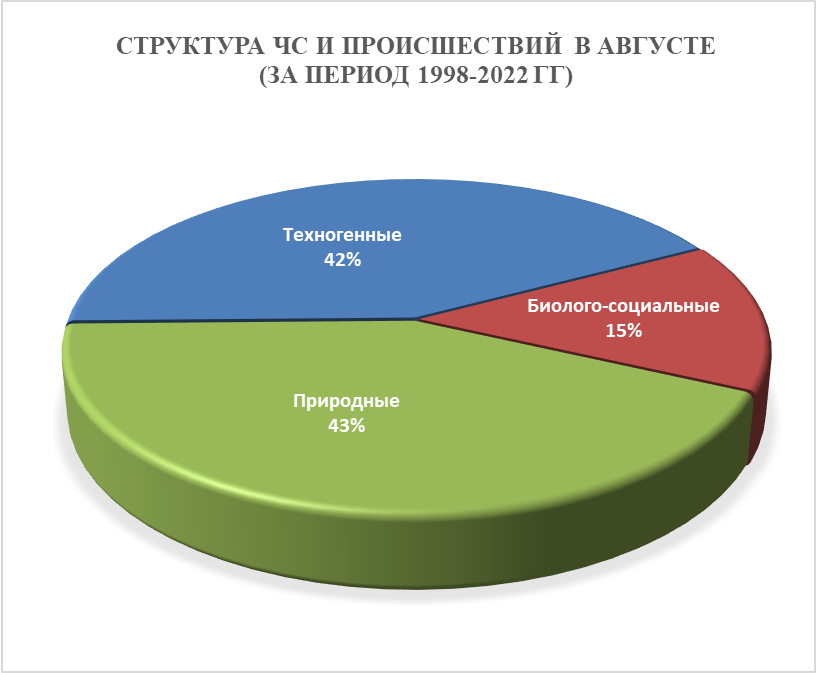 СТРУКТУРА ЧС И ПРОИСШЕСТВИЙ В АВГУСТЕ
(ЗА ПЕРИОД 1998-2022 ГГ)
Техногенные
42%
Биолого-социальные
15%
Природные
43%